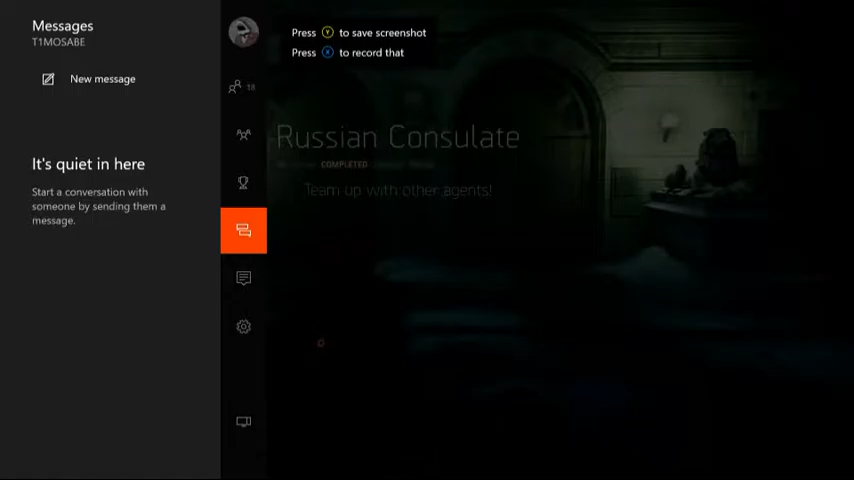 Messages
T1MOSABE
New message
It's quiet in here
Start a conversation with
someone by sending them a
message.
18
Press Y to save screenshot
Press X to record that
Russian Consulate
COMPLETED
Team up with other agents!